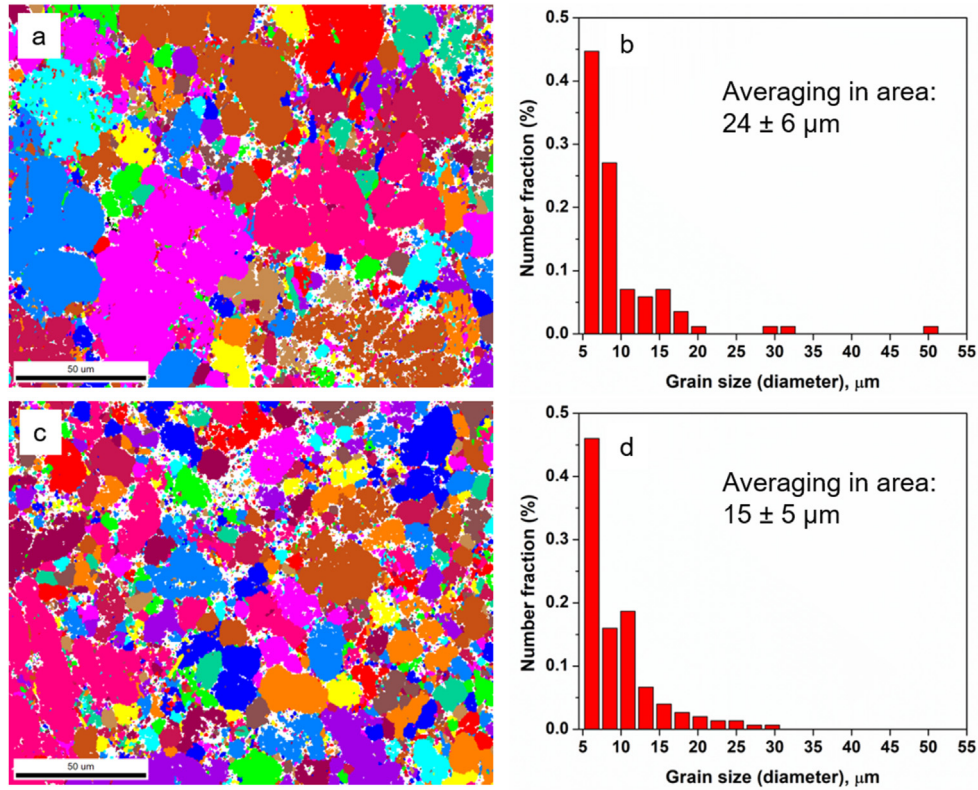 a
50 um
b
Averaging in area:
24 ± 6 µm
Number fraction (%)
0.5
0.4
0.3
0.2
0.1
0.0
5 10 15 20 25 30 35 40 45 50 55
Grain size (diameter), µm
c
50 um
d
Averaging in area:
15 ± 5 µm
Number fraction (%)
0.5
0.4
0.3
0.2
0.1
0.0
5 10 15 20 25 30 35 40 45 50 55
Grain size (diameter), µm